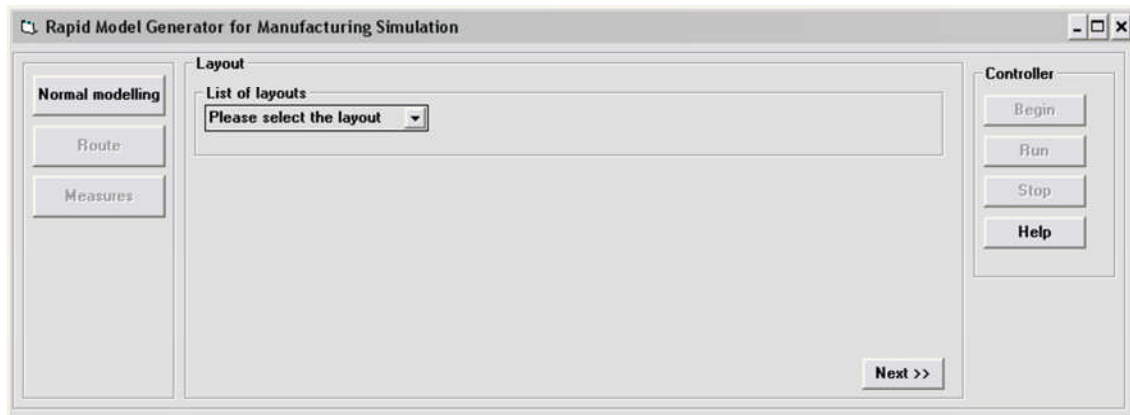 Rapid Model Generator for Manufacturing Simulation
Normal modelling
Route
Measures
Layout
List of layouts
Please select the layout
Next >>
Controller
Begin
Run
Stop
Help